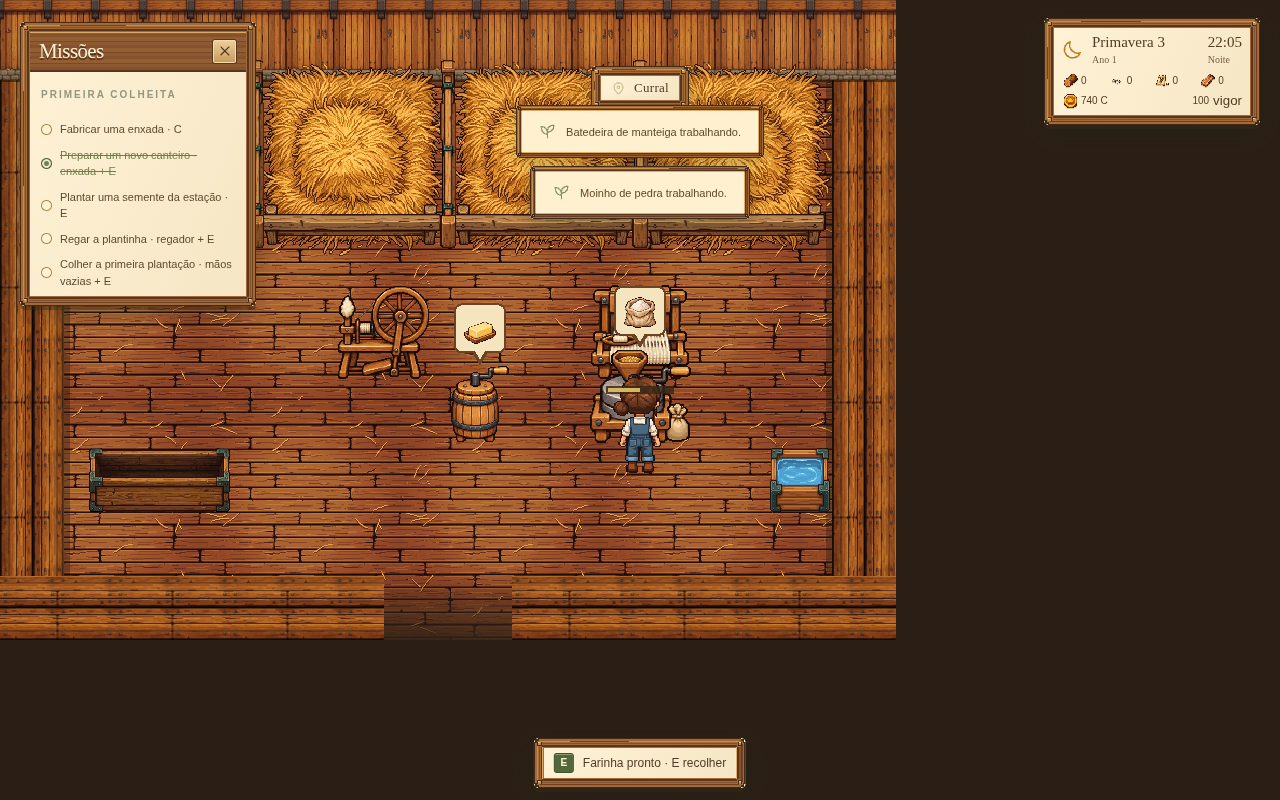 Missões
PRIMEIRA COLHEITA
Fabricar uma enxada · C
Preparar um novo canteiro ·
enxada + E
Plantar uma semente da estação ·
E
Regar a plantinha · regador + E
Colher a primeira plantação · mãos
vazias + E
Curral
Batedeira de manteiga trabalhando.
Moinho de pedra trabalhando.
Primavera 3
22:05
Ano 1
Noite
0
0
0
0
740 C
100 vigor
E
Farinha pronto · E recolher